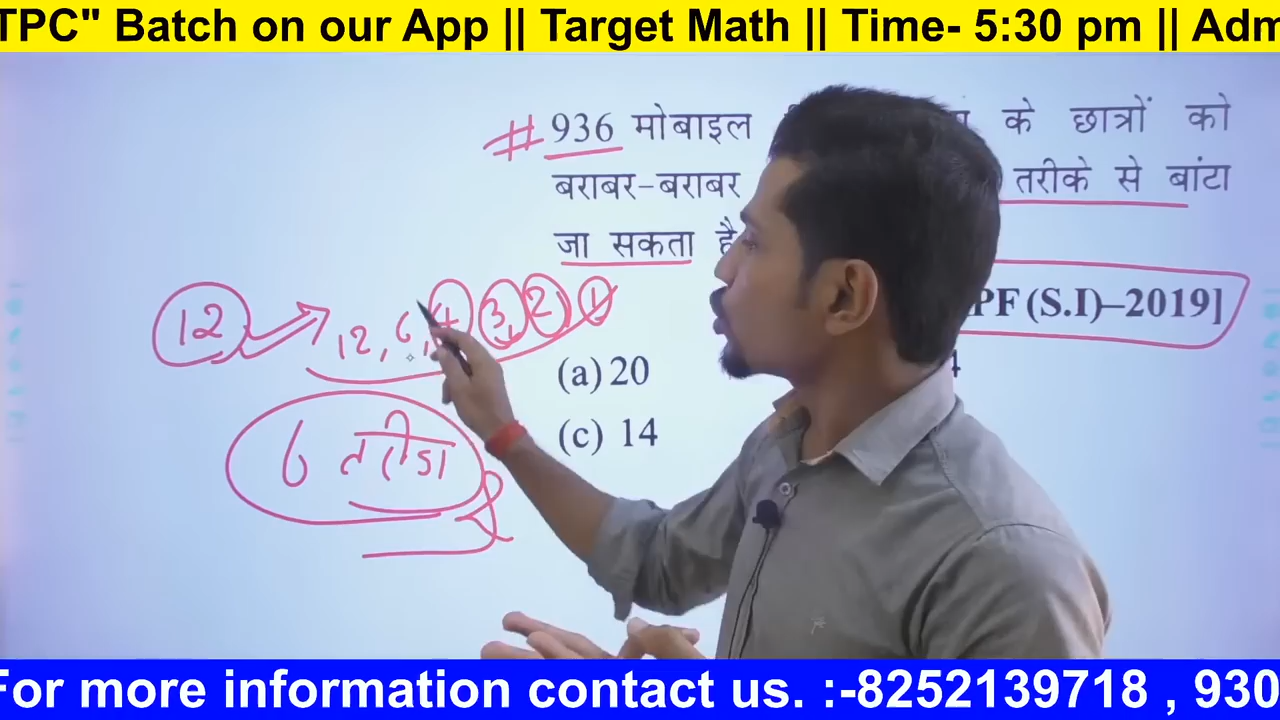 TPC" Batch on our App || Target Math || Time- 5:30 pm || Adm
#936 मोबाइल के छात्रों को
बराबर-बराबर तरीके से बांटा
जा सकता है
PF (S.I)–2019]
12 12, 6, 4, 3, 2, 1
(a) 20
(c) 14
6 तरीका
For more information contact us. :-8252139718 , 930